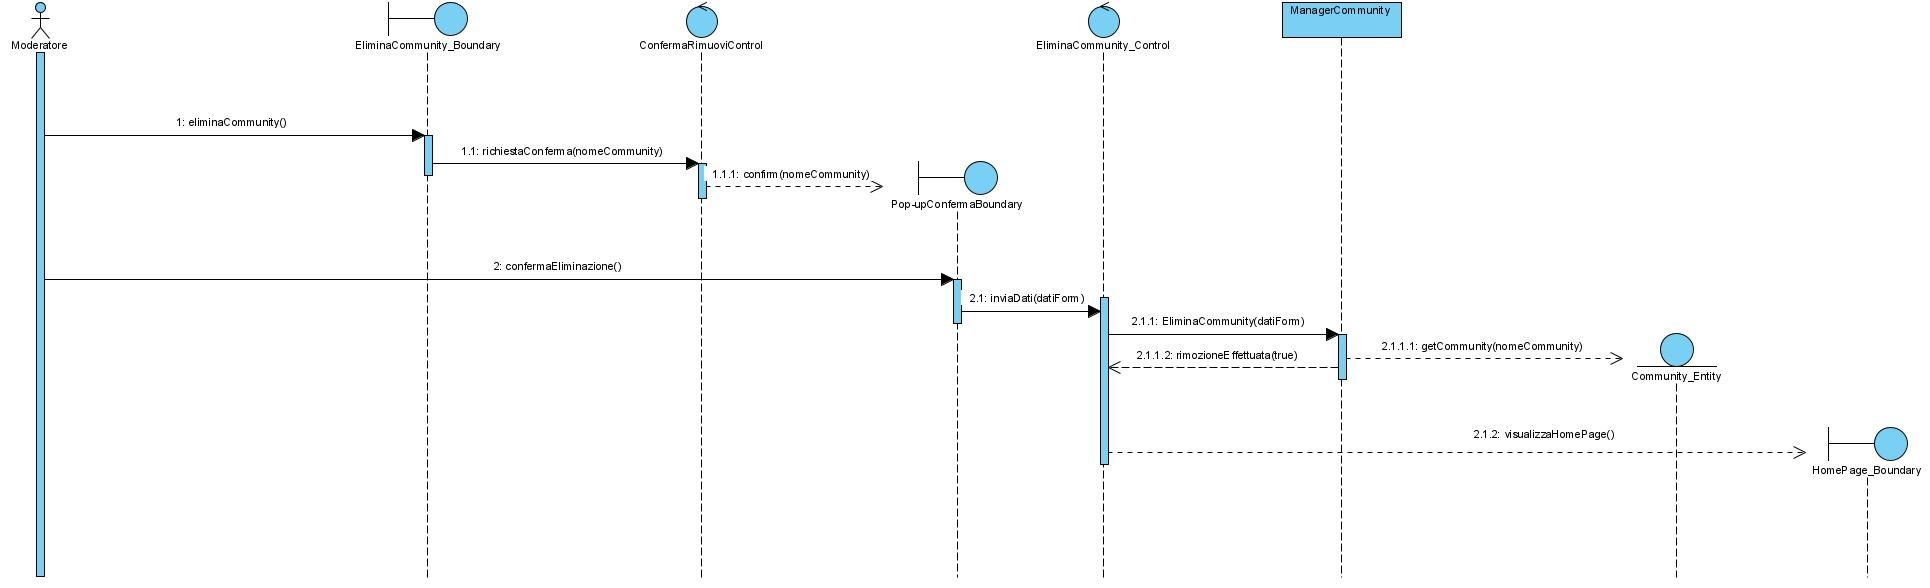 ManagerCommunity
Moderatore
EliminaCommunity_Boundary
ConfermaRimuoviControl
EliminaCommunity_Control
1: eliminaCommunity()
1.1: richiestaConferma(nomeCommunity)
1.1.1: confirm(nomeCommunity)
Pop-upConfermaBoundary
2: confermaEliminazione()
2.1: inviaDati(datiForm)
2.1.1: EliminaCommunity(datiForm)
2.1.1.1: getCommunity(nomeCommunity)
2.1.1.2: rimozioneEffettuata(true)
Community_Entity
2.1.2: visualizzaHomePage()
HomePage_Boundary